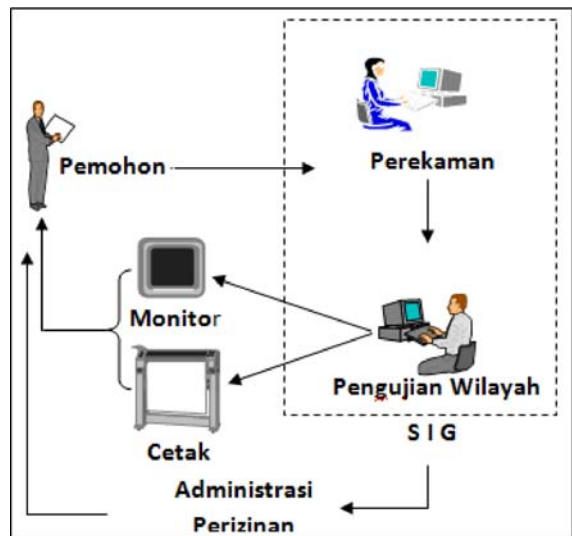 Pemohon
Perekaman
Monitor
Pengujian Wilayah
S I G
Cetak
Administrasi
Perizinan